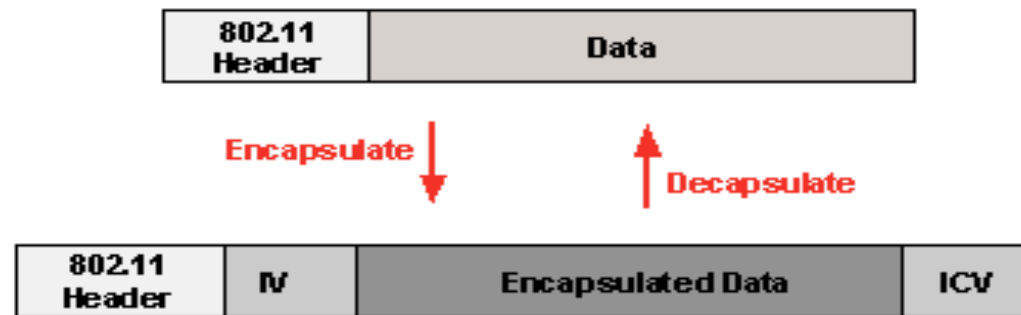 802.11
Header
Data
Encapsulate
Decapsulate
802.11
Header
IV
Encapsulated Data
ICV